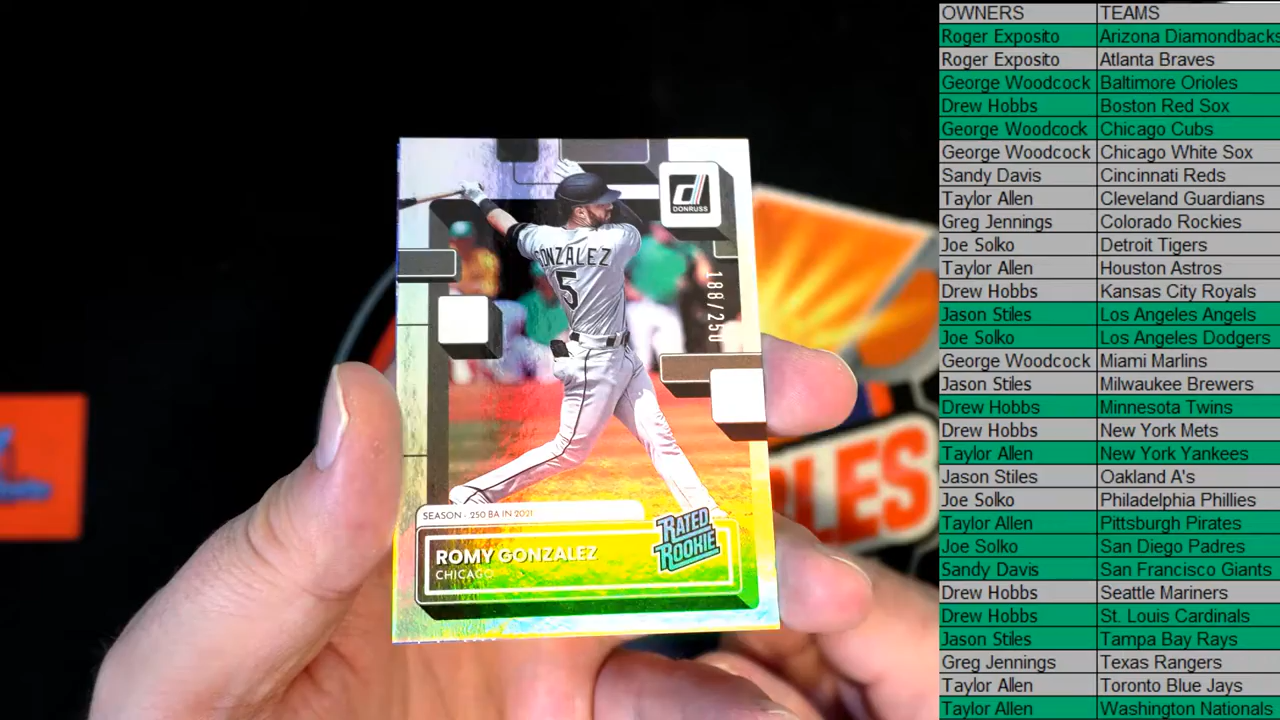 DONRUSS
GONZALEZ
5
188/250
SEASON - .250 BA IN 2021
ROMY GONZALEZ
CHICAGO
RATED
ROOKIE
LES
OWNERS TEAMS
Roger Exposito Arizona Diamondbacks
Roger Exposito Atlanta Braves
George Woodcock Baltimore Orioles
Drew Hobbs Boston Red Sox
George Woodcock Chicago Cubs
George Woodcock Chicago White Sox
Sandy Davis Cincinnati Reds
Taylor Allen Cleveland Guardians
Greg Jennings Colorado Rockies
Joe Solko Detroit Tigers
Taylor Allen Houston Astros
Drew Hobbs Kansas City Royals
Jason Stiles Los Angeles Angels
Joe Solko Los Angeles Dodgers
George Woodcock Miami Marlins
Jason Stiles Milwaukee Brewers
Drew Hobbs Minnesota Twins
Drew Hobbs New York Mets
Taylor Allen New York Yankees
Jason Stiles Oakland A's
Joe Solko Philadelphia Phillies
Taylor Allen Pittsburgh Pirates
Joe Solko San Diego Padres
Sandy Davis San Francisco Giants
Drew Hobbs Seattle Mariners
Drew Hobbs St. Louis Cardinals
Jason Stiles Tampa Bay Rays
Greg Jennings Texas Rangers
Taylor Allen Toronto Blue Jays
Taylor Allen Washington Nationals